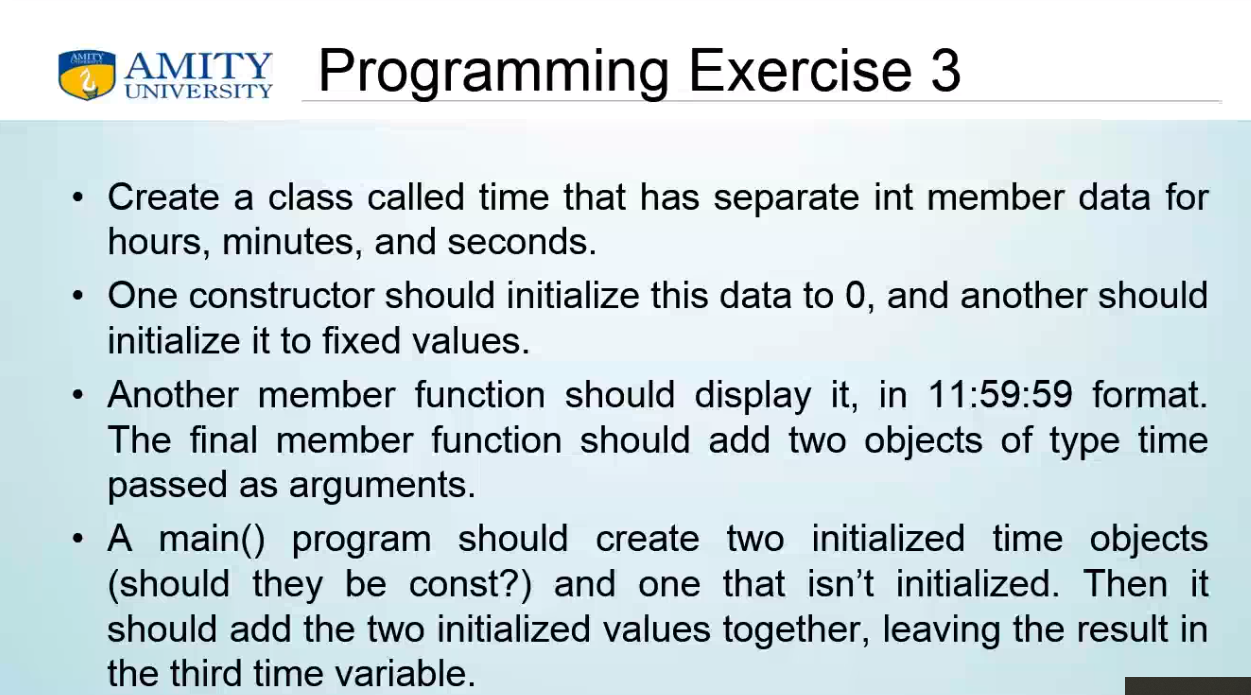 AMITY
AMITY
UNIVERSITY
Programming Exercise 3
• Create a class called time that has separate int member data for
hours, minutes, and seconds.
• One constructor should initialize this data to 0, and another should
initialize it to fixed values.
• Another member function should display it, in 11:59:59 format.
The final member function should add two objects of type time
passed as arguments.
• A main() program should create two initialized time objects
(should they be const?) and one that isn't initialized. Then it
should add the two initialized values together, leaving the result in
the third time variable.